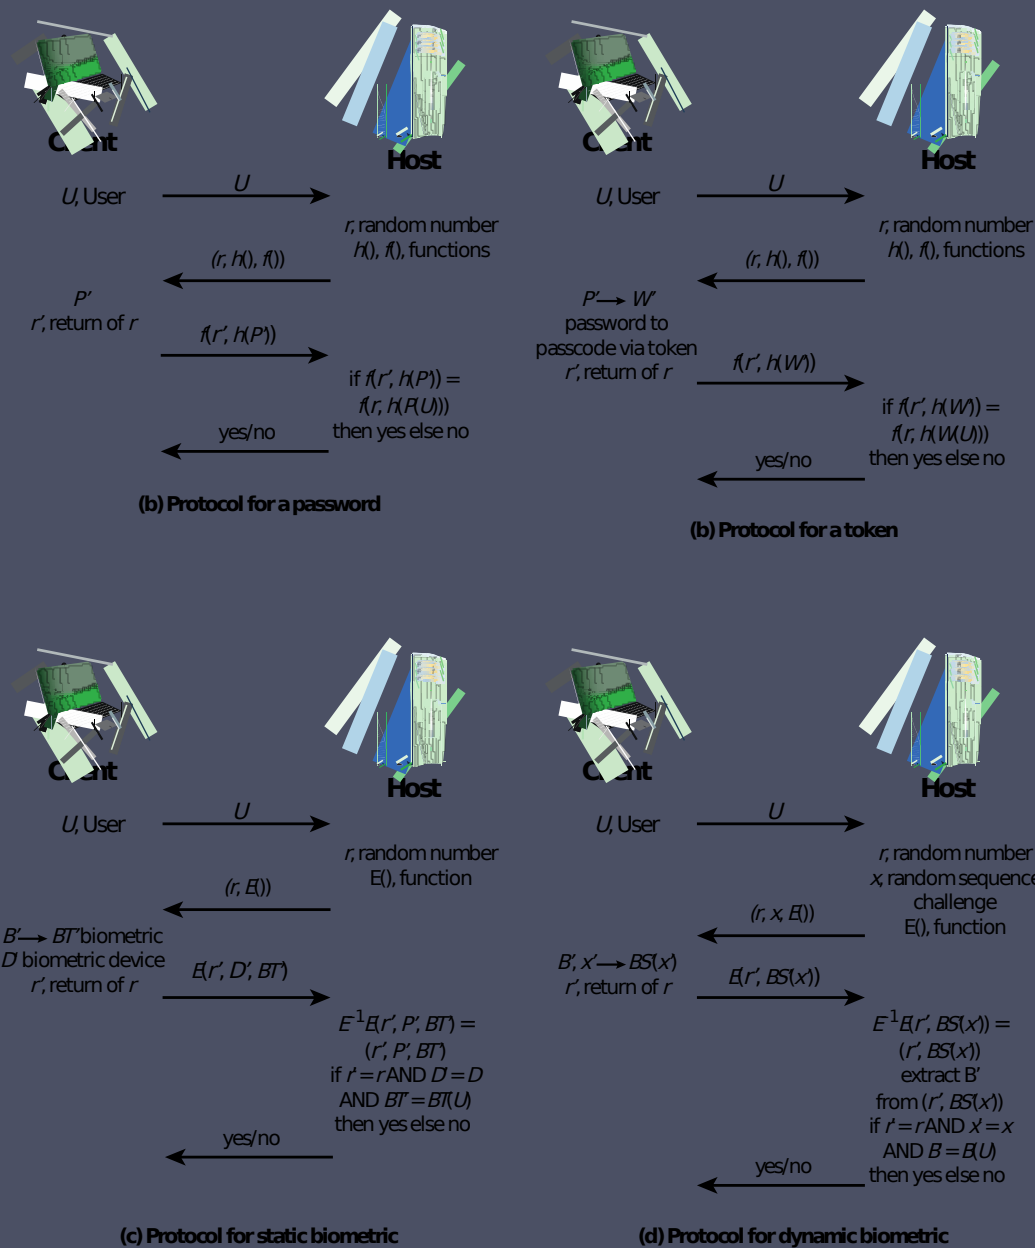 Client
Host
U, User
U
r, random number
h(), f(), functions
(r, h(), f())
P′
r′, return of r
f(r′, h(P′))
if f(r′, h(P′)) =
f(r, h(P(U)))
then yes else no
yes/no
(b) Protocol for a password
Client
Host
U, User
U
r, random number
h(), f(), functions
(r, h(), f())
P′ → W′
password to
passcode via token
r′, return of r
f(r′, h(W′))
if f(r′, h(W′)) =
f(r, h(W(U)))
then yes else no
yes/no
(b) Protocol for a token
Client
Host
U, User
U
r, random number
E(), function
(r, E())
B′ → BT′ biometric
D′ biometric device
r′, return of r
E(r′, D′, BT′)
E⁻¹E(r′, P′, BT′) =
(r′, P′, BT′)
if r′ = r AND D′ = D
AND BT′ = BT(U)
then yes else no
yes/no
(c) Protocol for static biometric
Client
Host
U, User
U
r, random number
x, random sequence
challenge
E(), function
(r, x, E())
B′, x′ → BS′(x′)
r′, return of r
E(r′, BS′(x′))
E⁻¹E(r′, BS′(x′)) =
(r′, BS′(x′))
extract B′
from (r′, BS′(x′))
if r′ = r AND x′ = x
AND B′ = B(U)
then yes else no
yes/no
(d) Protocol for dynamic biometric